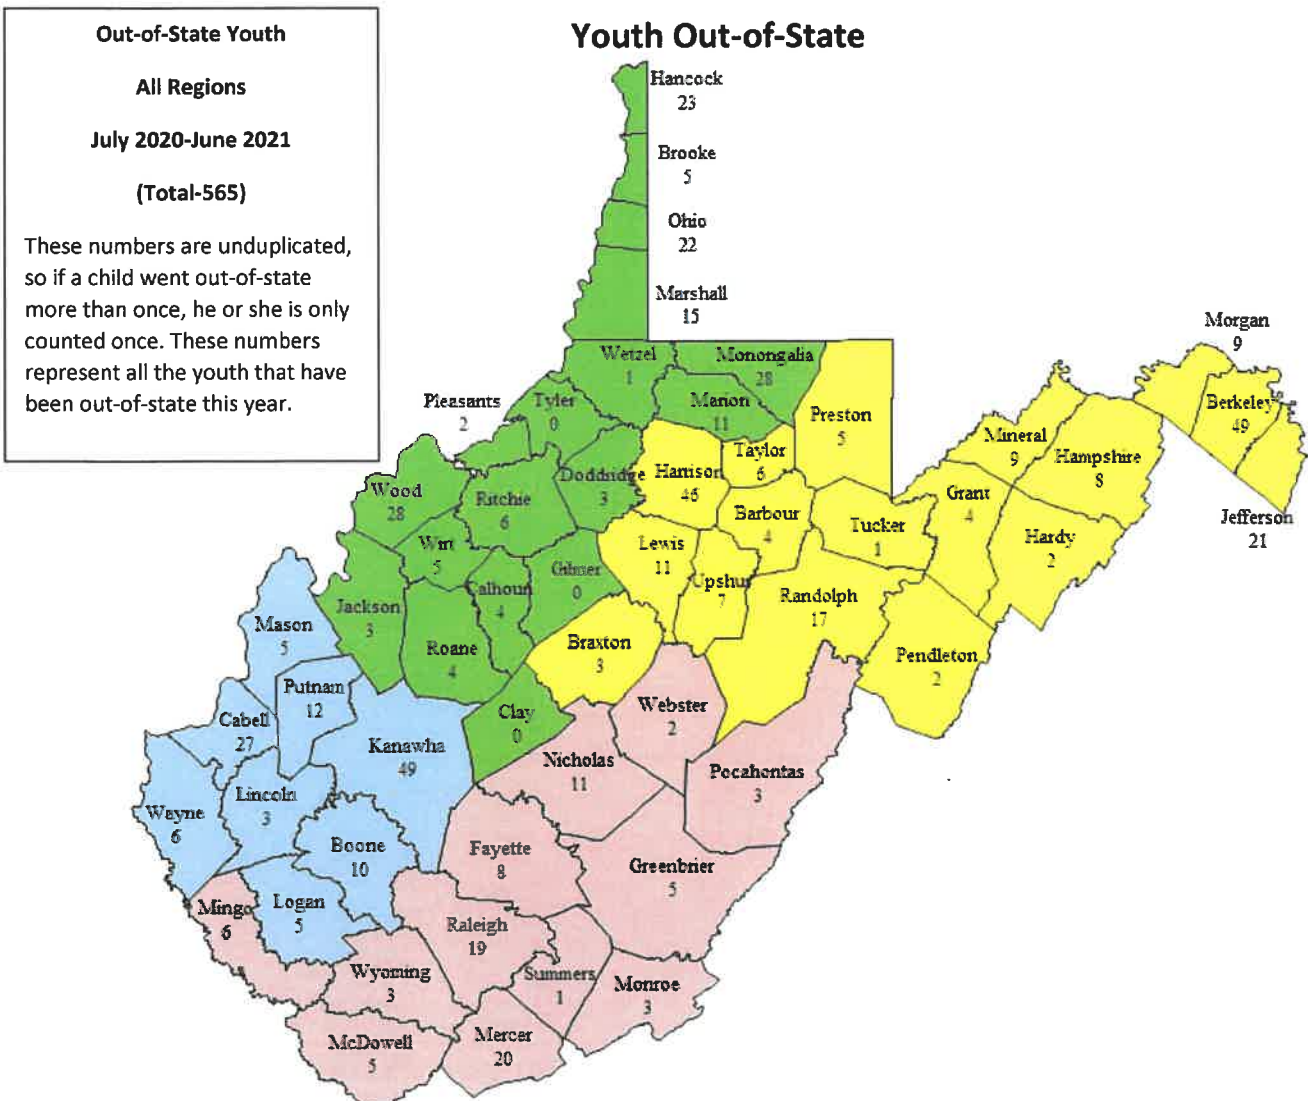 Out-of-State Youth
All Regions
July 2020-June 2021
(Total-565)
These numbers are unduplicated,
so if a child went out-of-state
more than once, he or she is only
counted once. These numbers
represent all the youth that have
been out-of-state this year.
Youth Out-of-State
Hancock
23
Brooke
5
Ohio
22
Marshall
15
Morgan
9
Wetzel
1
Monongalia
28
Pleasants
2
Tyler
0
Marion
11
Preston
5
Berkeley
49
Mineral
9
Hampshire
8
Jefferson
21
Wood
28
Ritchie
6
Doddridge
3
Harrison
46
Taylor
6
Barbour
4
Tucker
1
Grant
4
Hardy
2
Wirt
5
Calhoun
4
Gilmer
0
Lewis
11
Upshur
7
Randolph
17
Pendleton
2
Mason
5
Jackson
3
Roane
4
Braxton
3
Putnam
12
Cabell
27
Kanawha
49
Clay
0
Webster
2
Nicholas
11
Pocahontas
3
Wayne
6
Lincoln
3
Boone
10
Fayette
8
Greenbrier
5
Mingo
6
Logan
5
Raleigh
19
Wyoming
3
Summers
1
Monroe
3
McDowell
5
Mercer
20